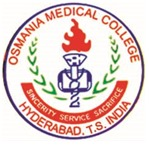 OSMANIA MEDICAL COLLEGE
SINCERITY SERVICE SACRIFICE
HYDERABAD, T.S. INDIA